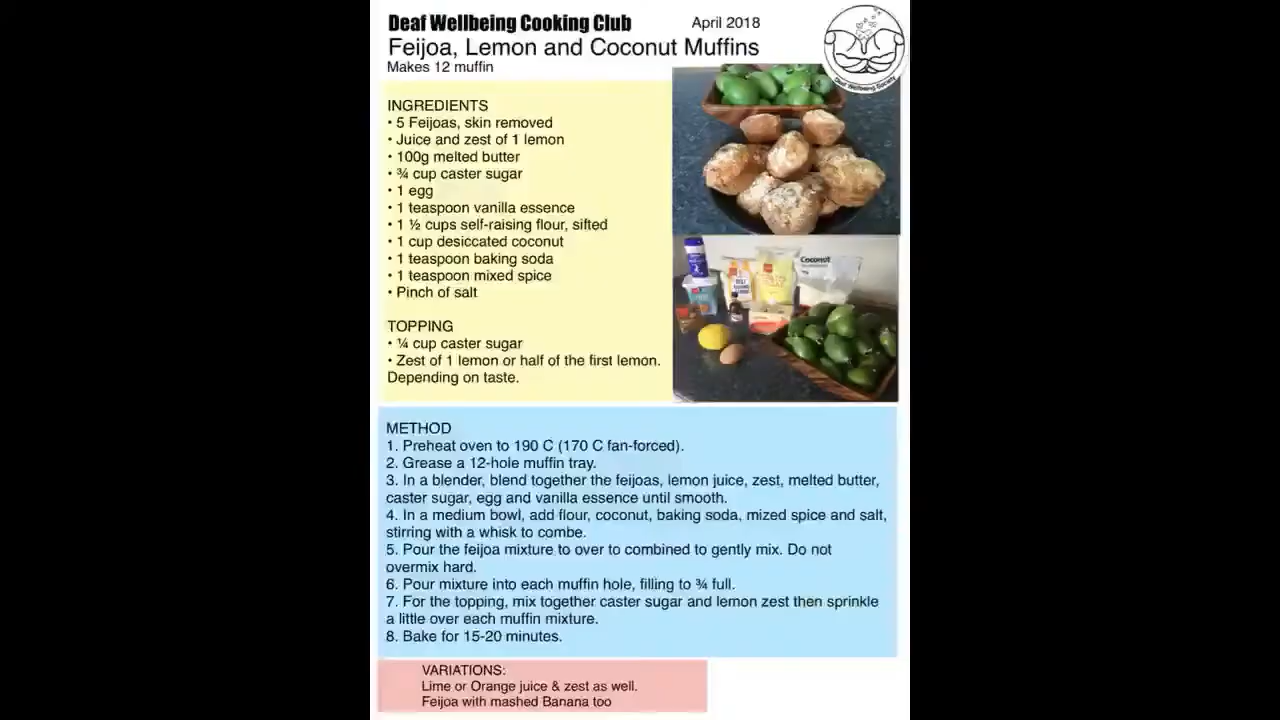 Deaf Wellbeing Cooking Club
April 2018
Feijoa, Lemon and Coconut Muffins
Makes 12 muffin
Deaf Wellbeing Society
INGREDIENTS
• 5 Feijoas, skin removed
• Juice and zest of 1 lemon
• 100g melted butter
• ¾ cup caster sugar
• 1 egg
• 1 teaspoon vanilla essence
• 1 ½ cups self-raising flour, sifted
• 1 cup desiccated coconut
• 1 teaspoon baking soda
• 1 teaspoon mixed spice
• Pinch of salt
TOPPING
• ¼ cup caster sugar
• Zest of 1 lemon or half of the first lemon.
Depending on taste.
Coconut
METHOD
1. Preheat oven to 190 C (170 C fan-forced).
2. Grease a 12-hole muffin tray.
3. In a blender, blend together the feijoas, lemon juice, zest, melted butter,
caster sugar, egg and vanilla essence until smooth.
4. In a medium bowl, add flour, coconut, baking soda, mized spice and salt,
stirring with a whisk to combe.
5. Pour the feijoa mixture to over to combined to gently mix. Do not
overmix hard.
6. Pour mixture into each muffin hole, filling to ¾ full.
7. For the topping, mix together caster sugar and lemon zest then sprinkle
a little over each muffin mixture.
8. Bake for 15-20 minutes.
VARIATIONS:
Lime or Orange juice & zest as well.
Feijoa with mashed Banana too